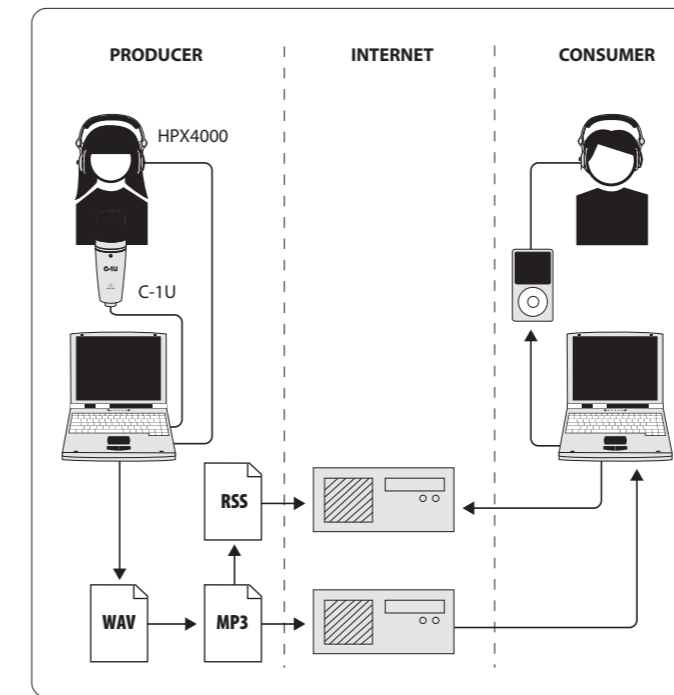 PRODUCER
INTERNET
CONSUMER
HPX4000
C-1U
C-1U
RSS
WAV
MP3